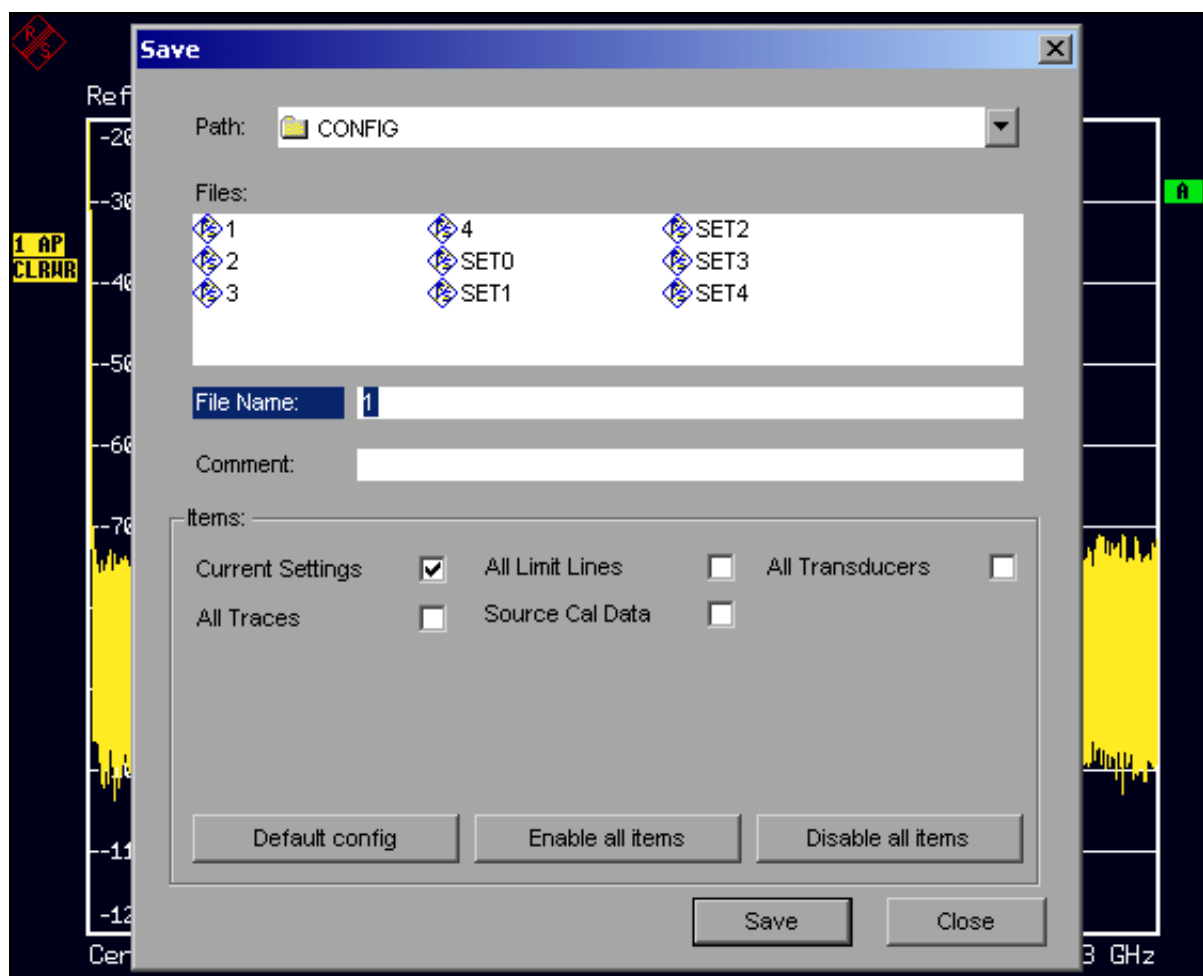 R
S
Save
Ref
Path: CONFIG
Files:
1 4 SET2
2 SET0 SET3
3 SET1 SET4
File Name: 1
Comment:
Items:
Current Settings All Limit Lines All Transducers
All Traces Source Cal Data
Default config Enable all items Disable all items
Save Close
-20
-30
-40
-50
-60
-70
-11
-12
1 AP
CLRWR
A
Cen
3 GHz